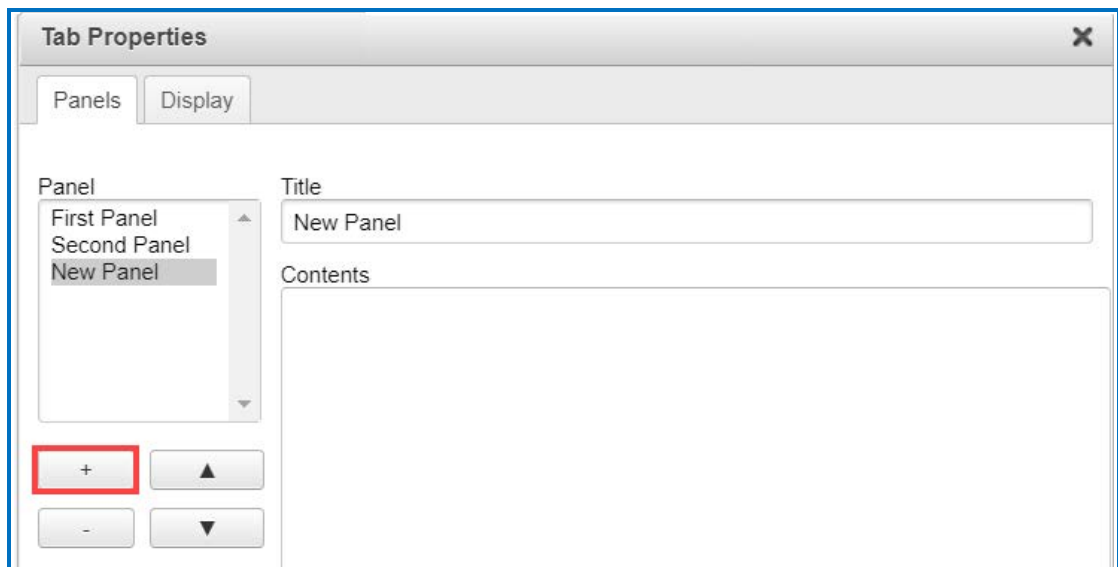 Tab Properties
Panels
Display
Panel
First Panel
Second Panel
New Panel
Title
New Panel
Contents
+
-